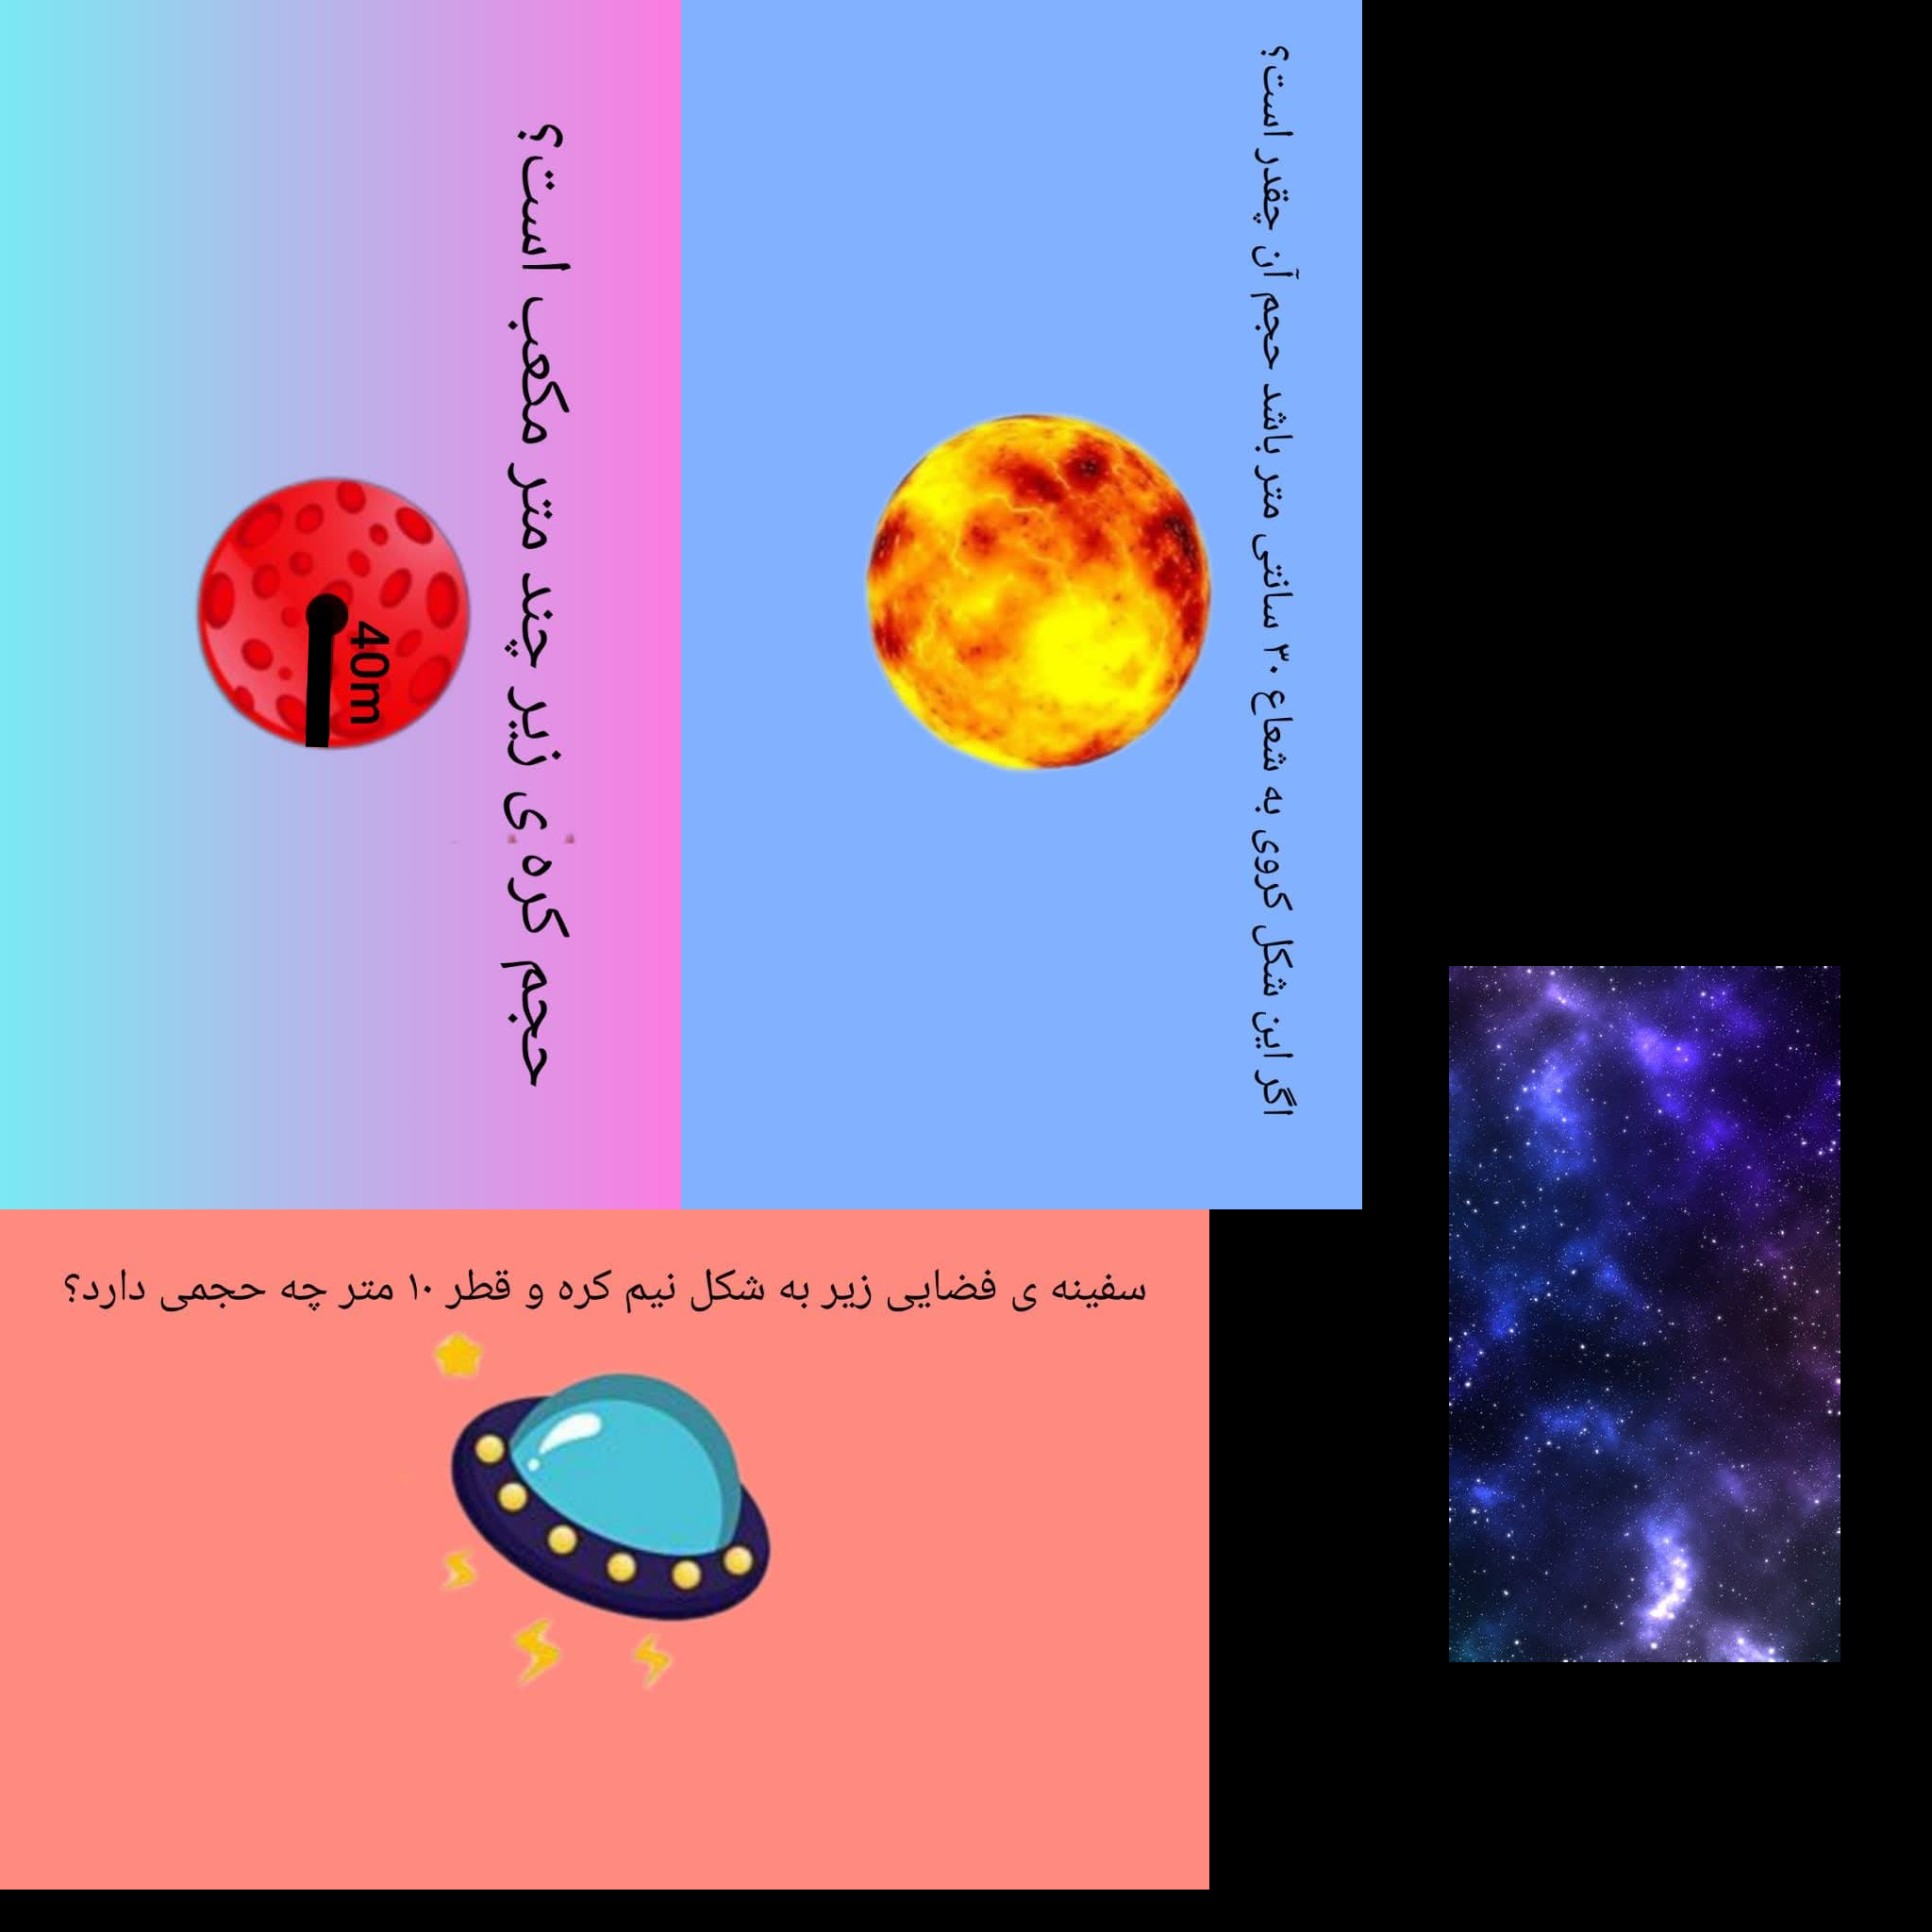 حجم کره ی زیر چند متر مکعب است؟
40m
اگر این شکل کروی به شعاع ۳۰ سانتی متر باشد حجم آن چقدر است؟
سفینه ی فضایی زیر به شکل نیم کره و قطر ۱۰ متر چه حجمی دارد؟